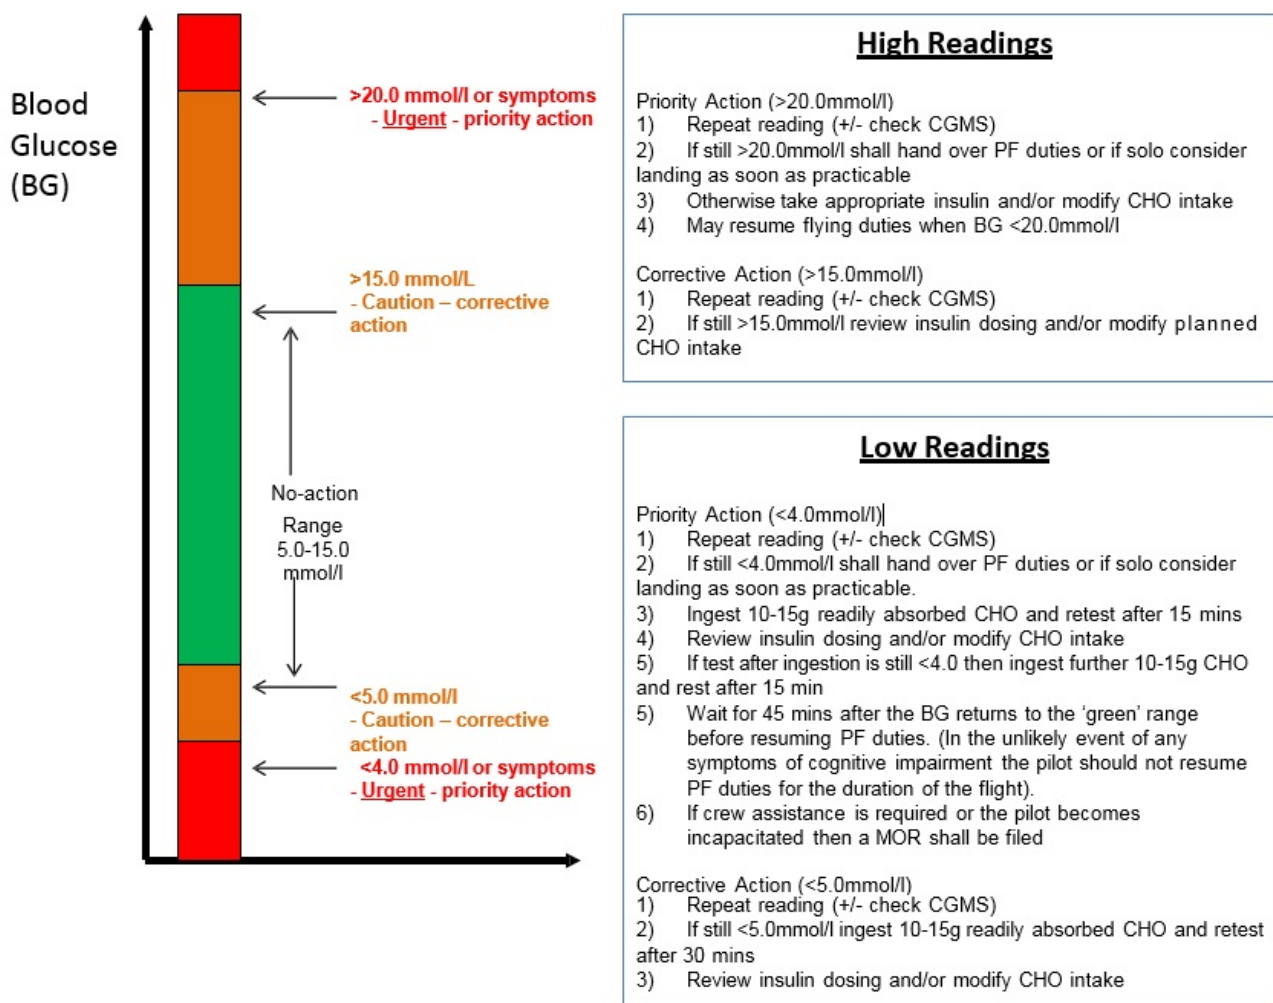 Blood
Glucose
(BG)
>20.0 mmol/l or symptoms
- Urgent - priority action
>15.0 mmol/L
- Caution – corrective
action
No-action
Range
5.0-15.0
mmol/l
<5.0 mmol/l
- Caution – corrective
action
<4.0 mmol/l or symptoms
- Urgent - priority action
High Readings
Priority Action (>20.0mmol/l)
1) Repeat reading (+/- check CGMS)
2) If still >20.0mmol/l shall hand over PF duties or if solo consider
landing as soon as practicable
3) Otherwise take appropriate insulin and/or modify CHO intake
4) May resume flying duties when BG <20.0mmol/l
Corrective Action (>15.0mmol/l)
1) Repeat reading (+/- check CGMS)
2) If still >15.0mmol/l review insulin dosing and/or modify planned
CHO intake
Low Readings
Priority Action (<4.0mmol/l)
1) Repeat reading (+/- check CGMS)
2) If still <4.0mmol/l shall hand over PF duties or if solo consider
landing as soon as practicable.
3) Ingest 10-15g readily absorbed CHO and retest after 15 mins
4) Review insulin dosing and/or modify CHO intake
5) If test after ingestion is still <4.0 then ingest further 10-15g CHO
and rest after 15 min
5) Wait for 45 mins after the BG returns to the ‘green’ range
before resuming PF duties. (In the unlikely event of any
symptoms of cognitive impairment the pilot should not resume
PF duties for the duration of the flight).
6) If crew assistance is required or the pilot becomes
incapacitated then a MOR shall be filed
Corrective Action (<5.0mmol/l)
1) Repeat reading (+/- check CGMS)
2) If still <5.0mmol/l ingest 10-15g readily absorbed CHO and retest
after 30 mins
3) Review insulin dosing and/or modify CHO intake